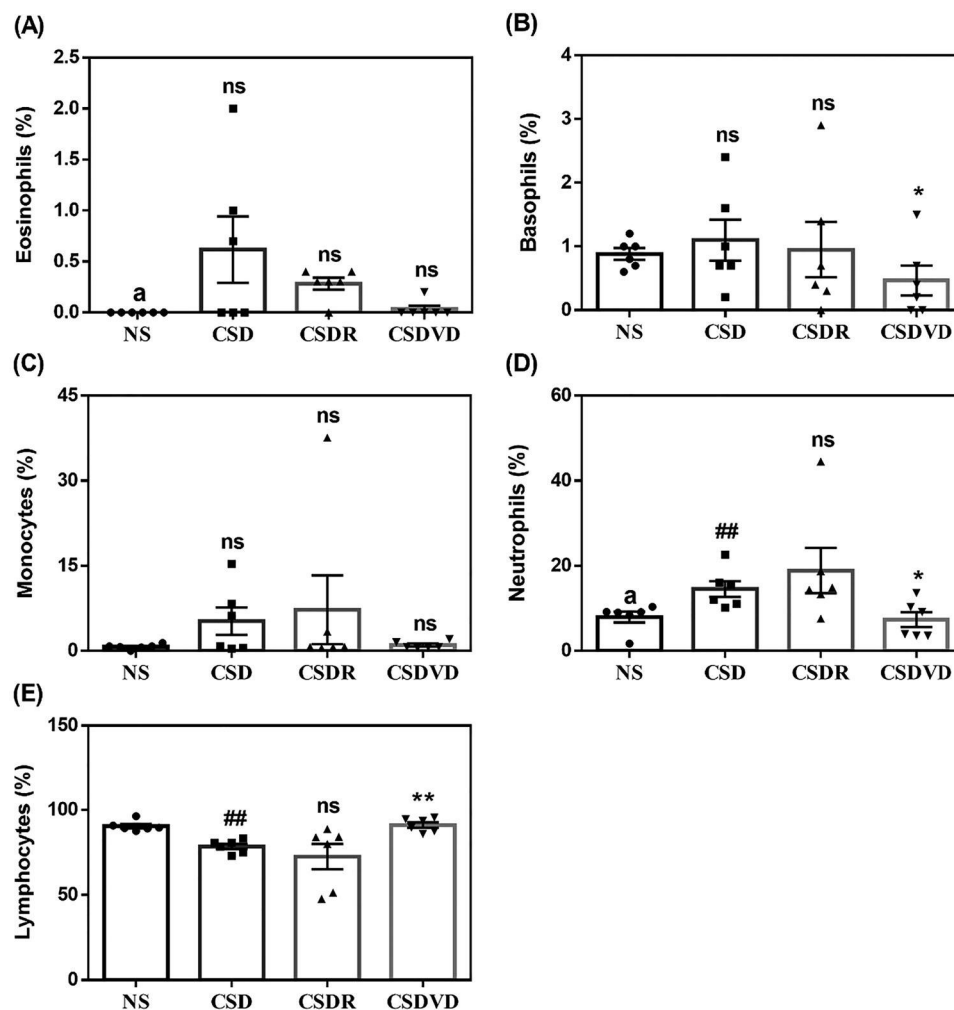 (A)
Eosinophils (%)
2.5
2.0
1.5
1.0
0.5
0.0
a
ns
ns
ns
NS CSD CSDR CSDVD
(B)
Basophils (%)
4
3
2
1
0
ns
ns
*
NS CSD CSDR CSDVD
(C)
Monocytes (%)
45
30
15
0
ns
ns
ns
NS CSD CSDR CSDVD
(D)
Neutrophils (%)
60
40
20
0
a
##
ns
*
NS CSD CSDR CSDVD
(E)
Lymphocytes (%)
150
100
50
0
##
ns
**
NS CSD CSDR CSDVD